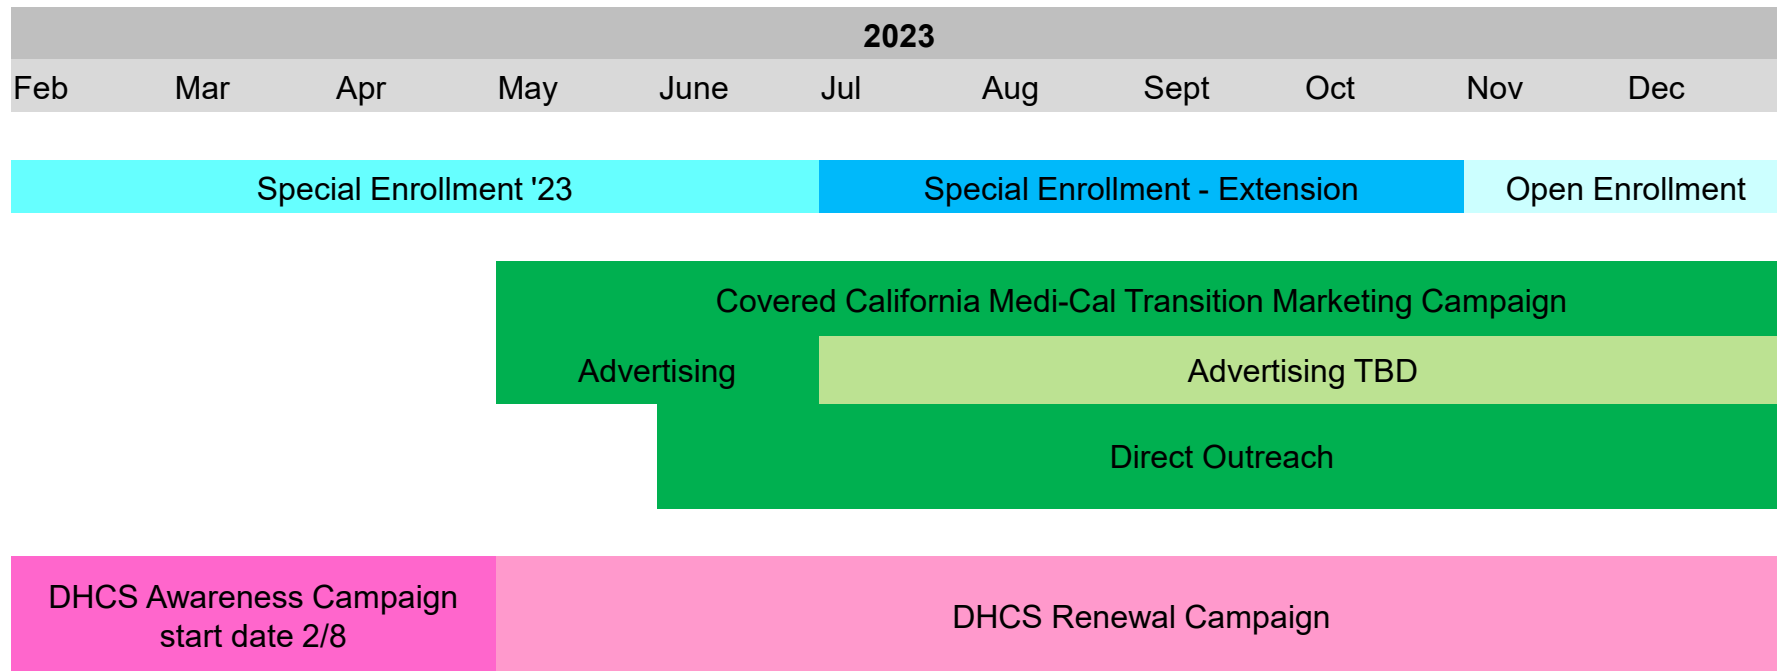 2023
Feb Mar Apr May June Jul Aug Sept Oct Nov Dec
Special Enrollment '23 Special Enrollment - Extension Open Enrollment
Covered California Medi-Cal Transition Marketing Campaign
Advertising Advertising TBD
Direct Outreach
DHCS Awareness Campaign
start date 2/8
DHCS Renewal Campaign